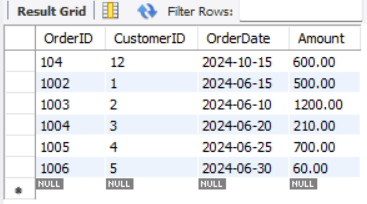 Result Grid Filter Rows:
OrderID CustomerID OrderDate Amount
104 12 2024-10-15 600.00
1002 1 2024-06-15 500.00
1003 2 2024-06-10 1200.00
1004 3 2024-06-20 210.00
1005 4 2024-06-25 700.00
1006 5 2024-06-30 60.00
* NULL NULL NULL NULL